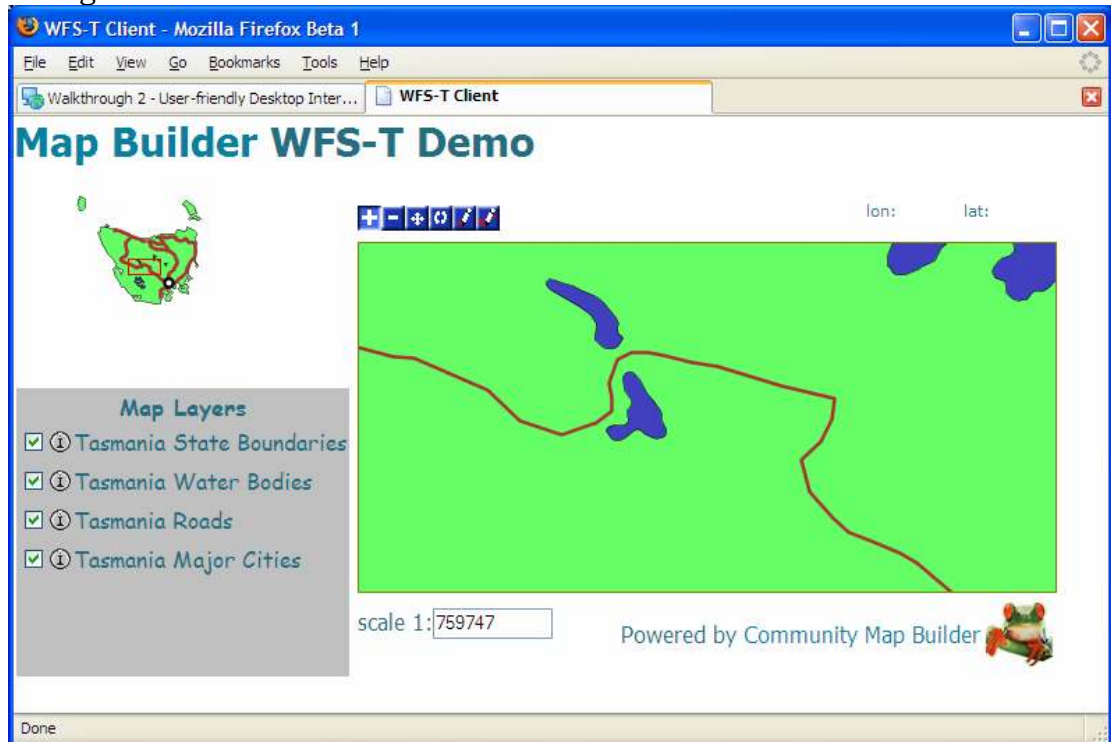 WFS-T Client - Mozilla Firefox Beta 1
File Edit View Go Bookmarks Tools Help
Walkthrough 2 - User-friendly Desktop Inter... WFS-T Client
Map Builder WFS-T Demo
lon: lat:
Map Layers
Tasmania State Boundaries
Tasmania Water Bodies
Tasmania Roads
Tasmania Major Cities
scale 1: 759747
Powered by Community Map Builder
Done